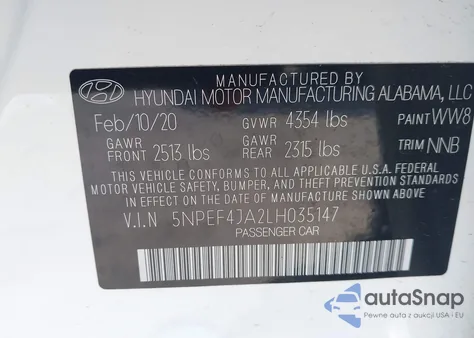 MANUFACTURED BY
HYUNDAI MOTOR MANUFACTURING ALABAMA, LLC
Feb/10/20 GVWR 4354 lbs PAINT WW8
GAWR FRONT 2513 lbs GAWR REAR 2315 lbs TRIM NNB
THIS VEHICLE CONFORMS TO ALL APPLICABLE U.S.A. FEDERAL
MOTOR VEHICLE SAFETY, BUMPER, AND THEFT PREVENTION
STANDARDS IN EFFECT ON THE DATE OF MANUFACTURE
SHOWN ABOVE.
V.I.N 5NPEF4JA2LH035147
PASSENGER CAR
autoSnap
Pewne auta z aukcji USA i EU